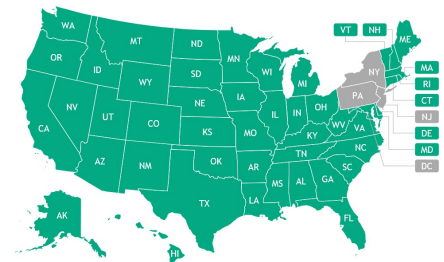 WA
MT
ND
MN
VT
NH
ME
OR
ID
SD
WI
MI
NY
MA
WY
RI
NE
IA
PA
CT
NV
UT
CO
IL
IN
OH
NJ
CA
KS
MO
WV
VA
DE
KY
MD
AZ
NM
OK
TN
NC
DC
AR
SC
MS
AL
GA
TX
LA
AK
FL
HI